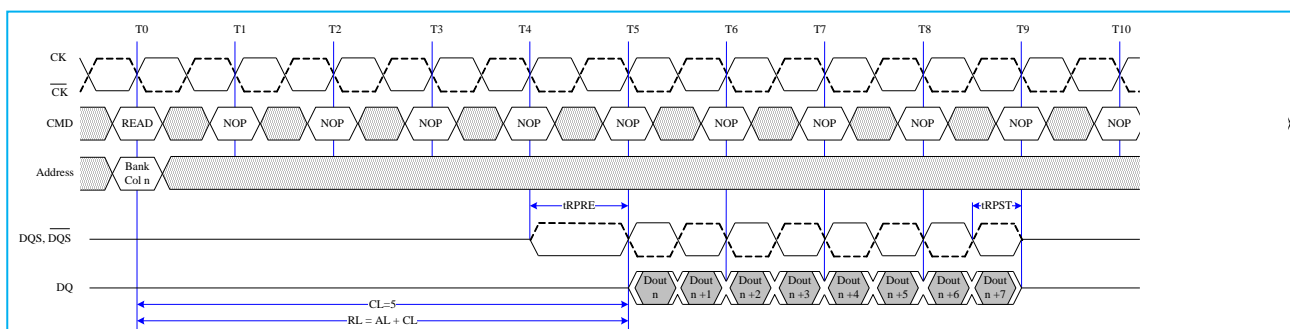 T0 T1 T2 T3 T4 T5 T6 T7 T8 T9 T10
CK
CK
CMD READ NOP NOP NOP NOP NOP NOP NOP NOP NOP NOP
Address Bank
Col n
tRPRE tRPST
DQS, DQS
DQ Dout Dout Dout Dout Dout Dout Dout Dout
n n +1 n +2 n +3 n +4 n +5 n +6 n +7
CL=5
RL = AL + CL